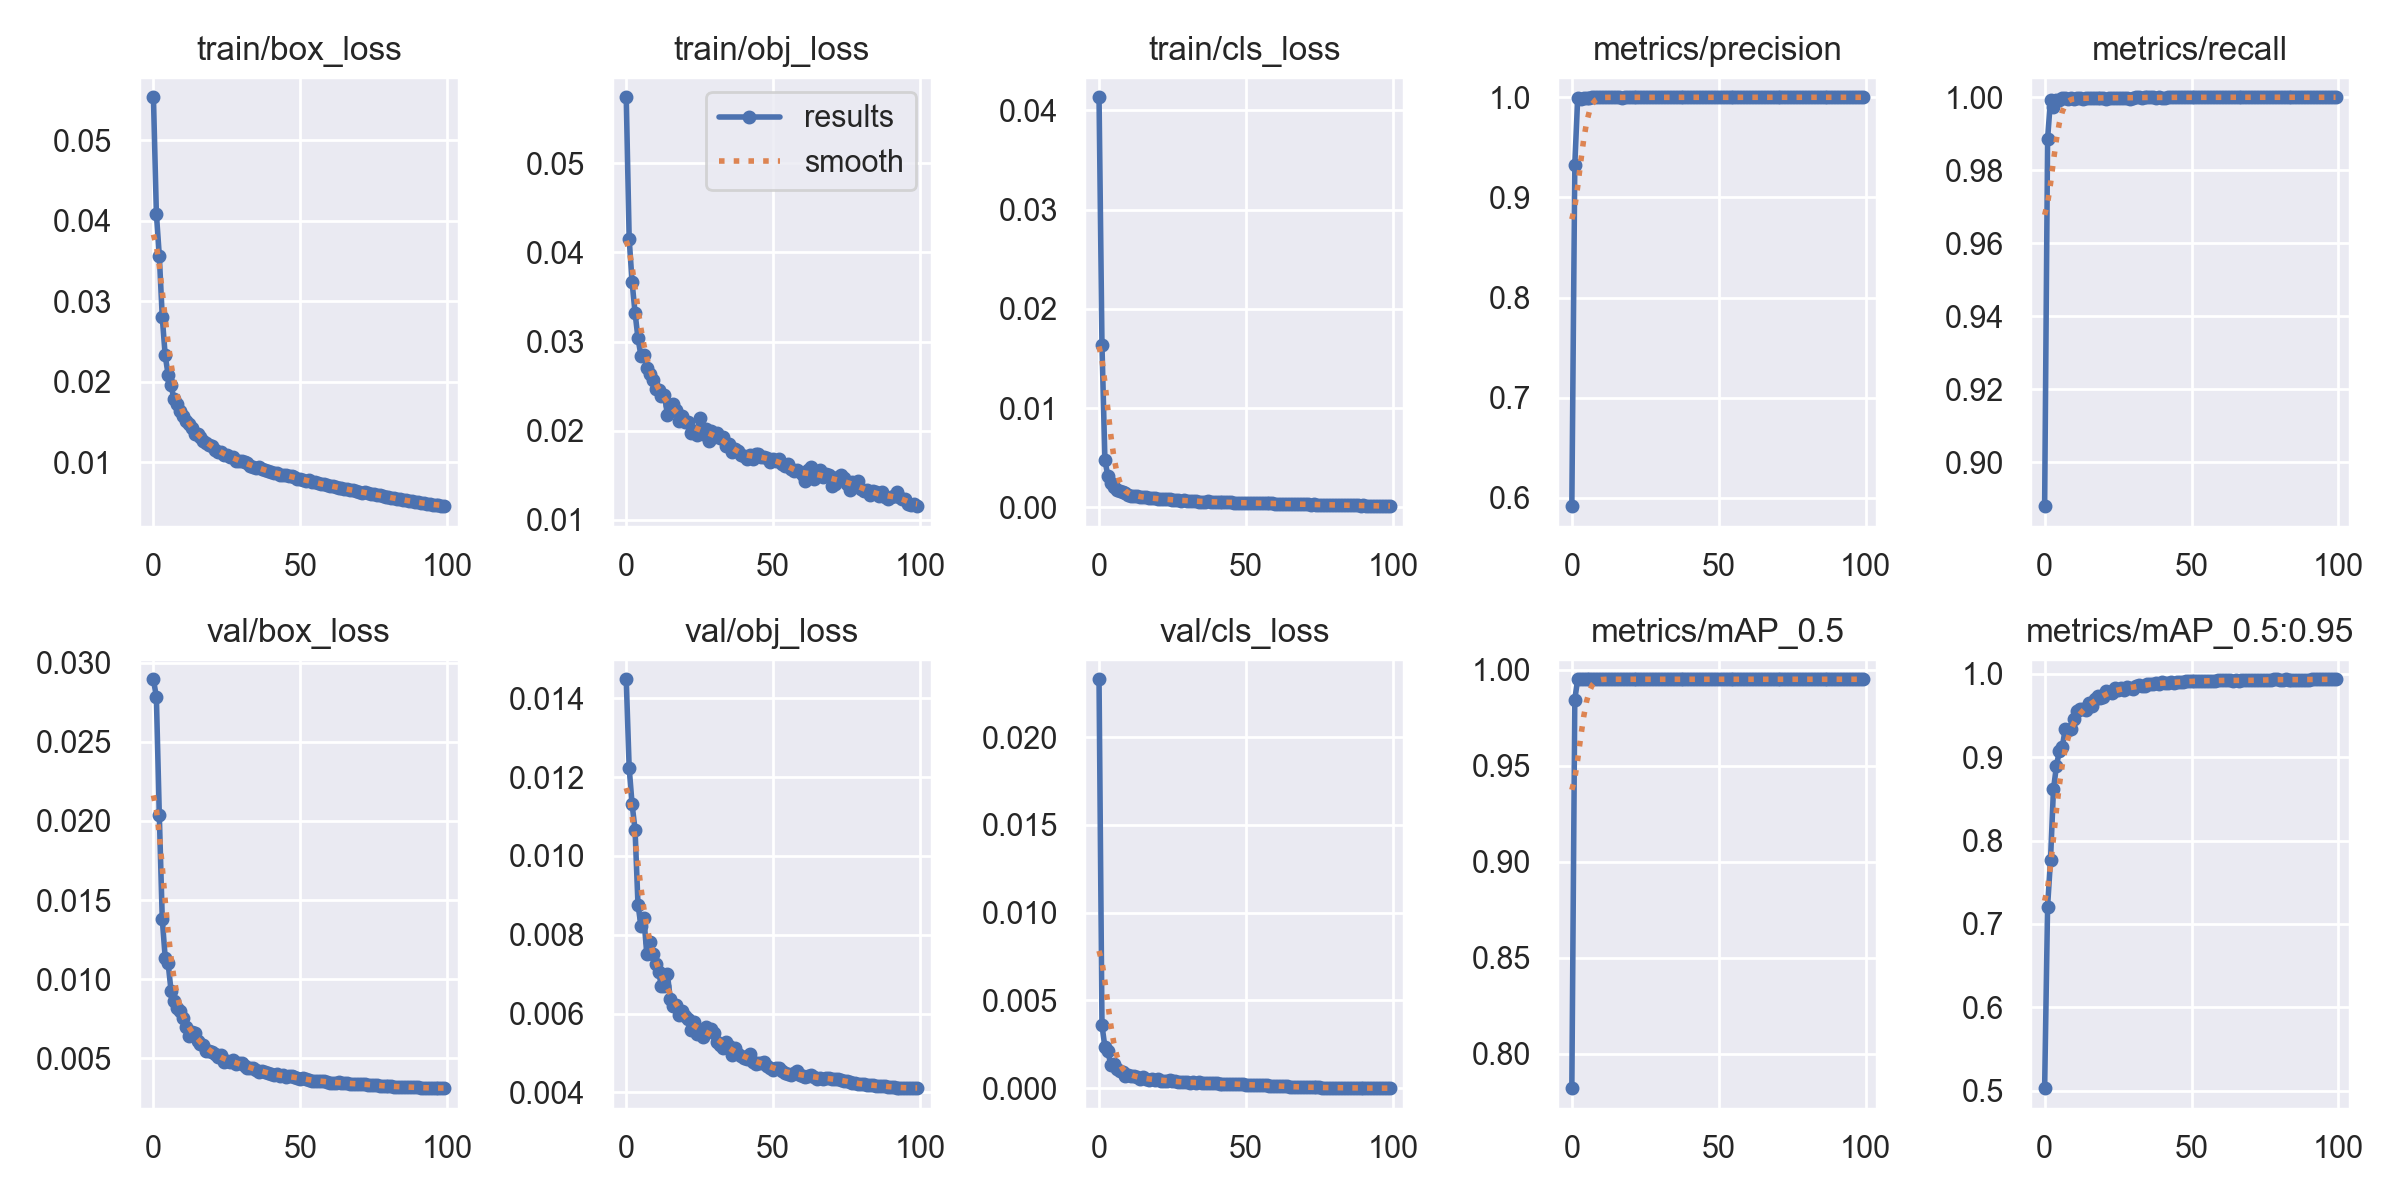 train/box_loss
0.05
0.04
0.03
0.02
0.01
0 50 100
train/obj_loss
results
smooth
0.05
0.04
0.03
0.02
0.01
0 50 100
train/cls_loss
0.04
0.03
0.02
0.01
0.00
0 50 100
metrics/precision
1.0
0.9
0.8
0.7
0.6
0 50 100
metrics/recall
1.00
0.98
0.96
0.94
0.92
0.90
0 50 100
val/box_loss
0.030
0.025
0.020
0.015
0.010
0.005
0 50 100
val/obj_loss
0.014
0.012
0.010
0.008
0.006
0.004
0 50 100
val/cls_loss
0.020
0.015
0.010
0.005
0.000
0 50 100
metrics/mAP_0.5
1.00
0.95
0.90
0.85
0.80
0 50 100
metrics/mAP_0.5:0.95
1.0
0.9
0.8
0.7
0.6
0.5
0 50 100